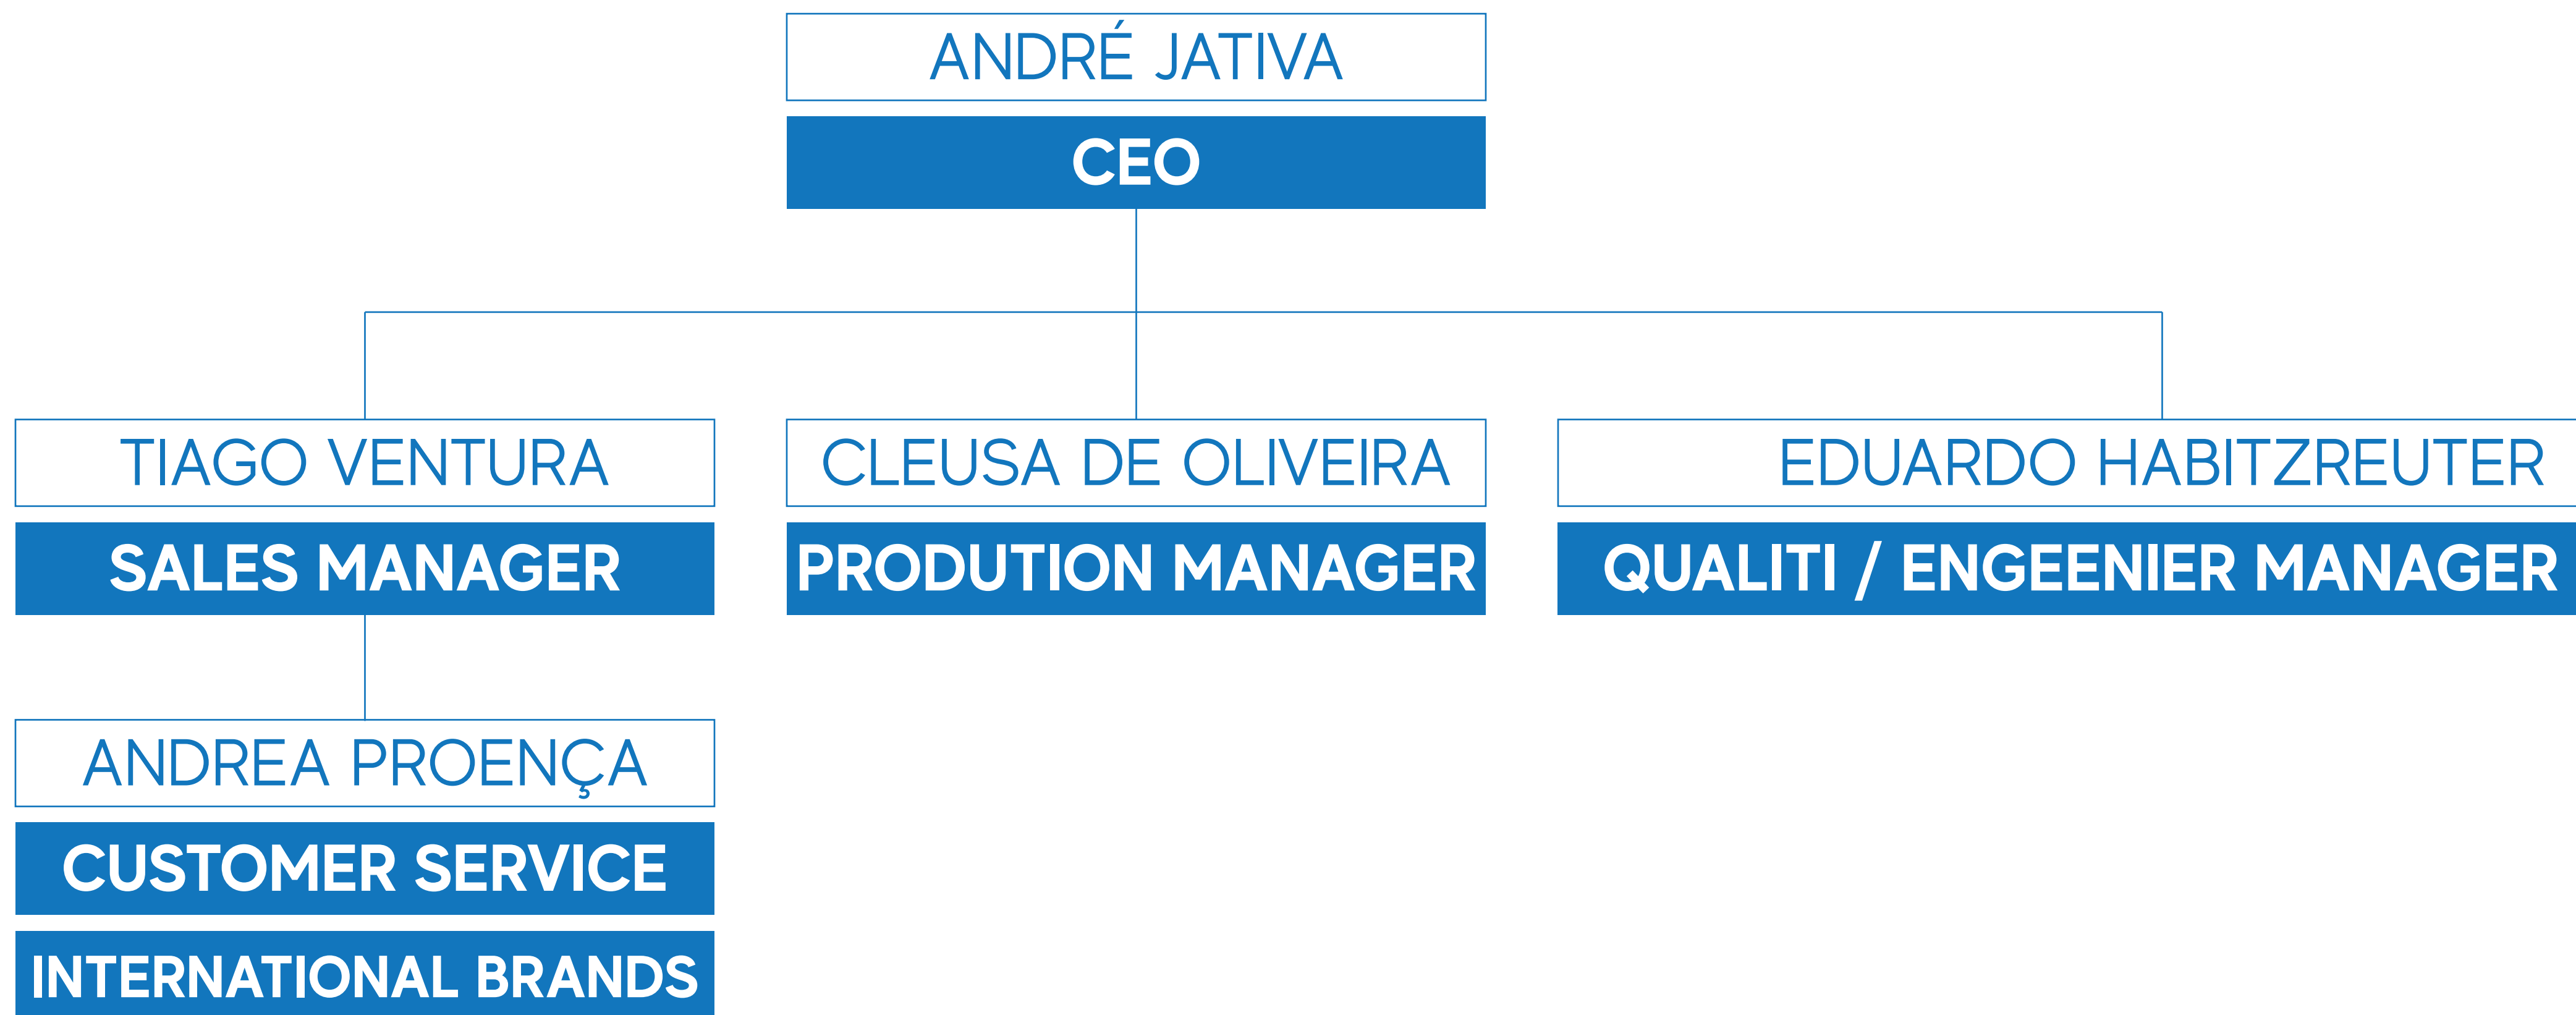 ANDRÉ JATIVA
CEO
TIAGO VENTURA
SALES MANAGER
CLEUSA DE OLIVEIRA
PRODUTION MANAGER
EDUARDO HABITZREUTER
QUALITI / ENGEENIER MANAGER
ANDREA PROENÇA
CUSTOMER SERVICE
INTERNATIONAL BRANDS